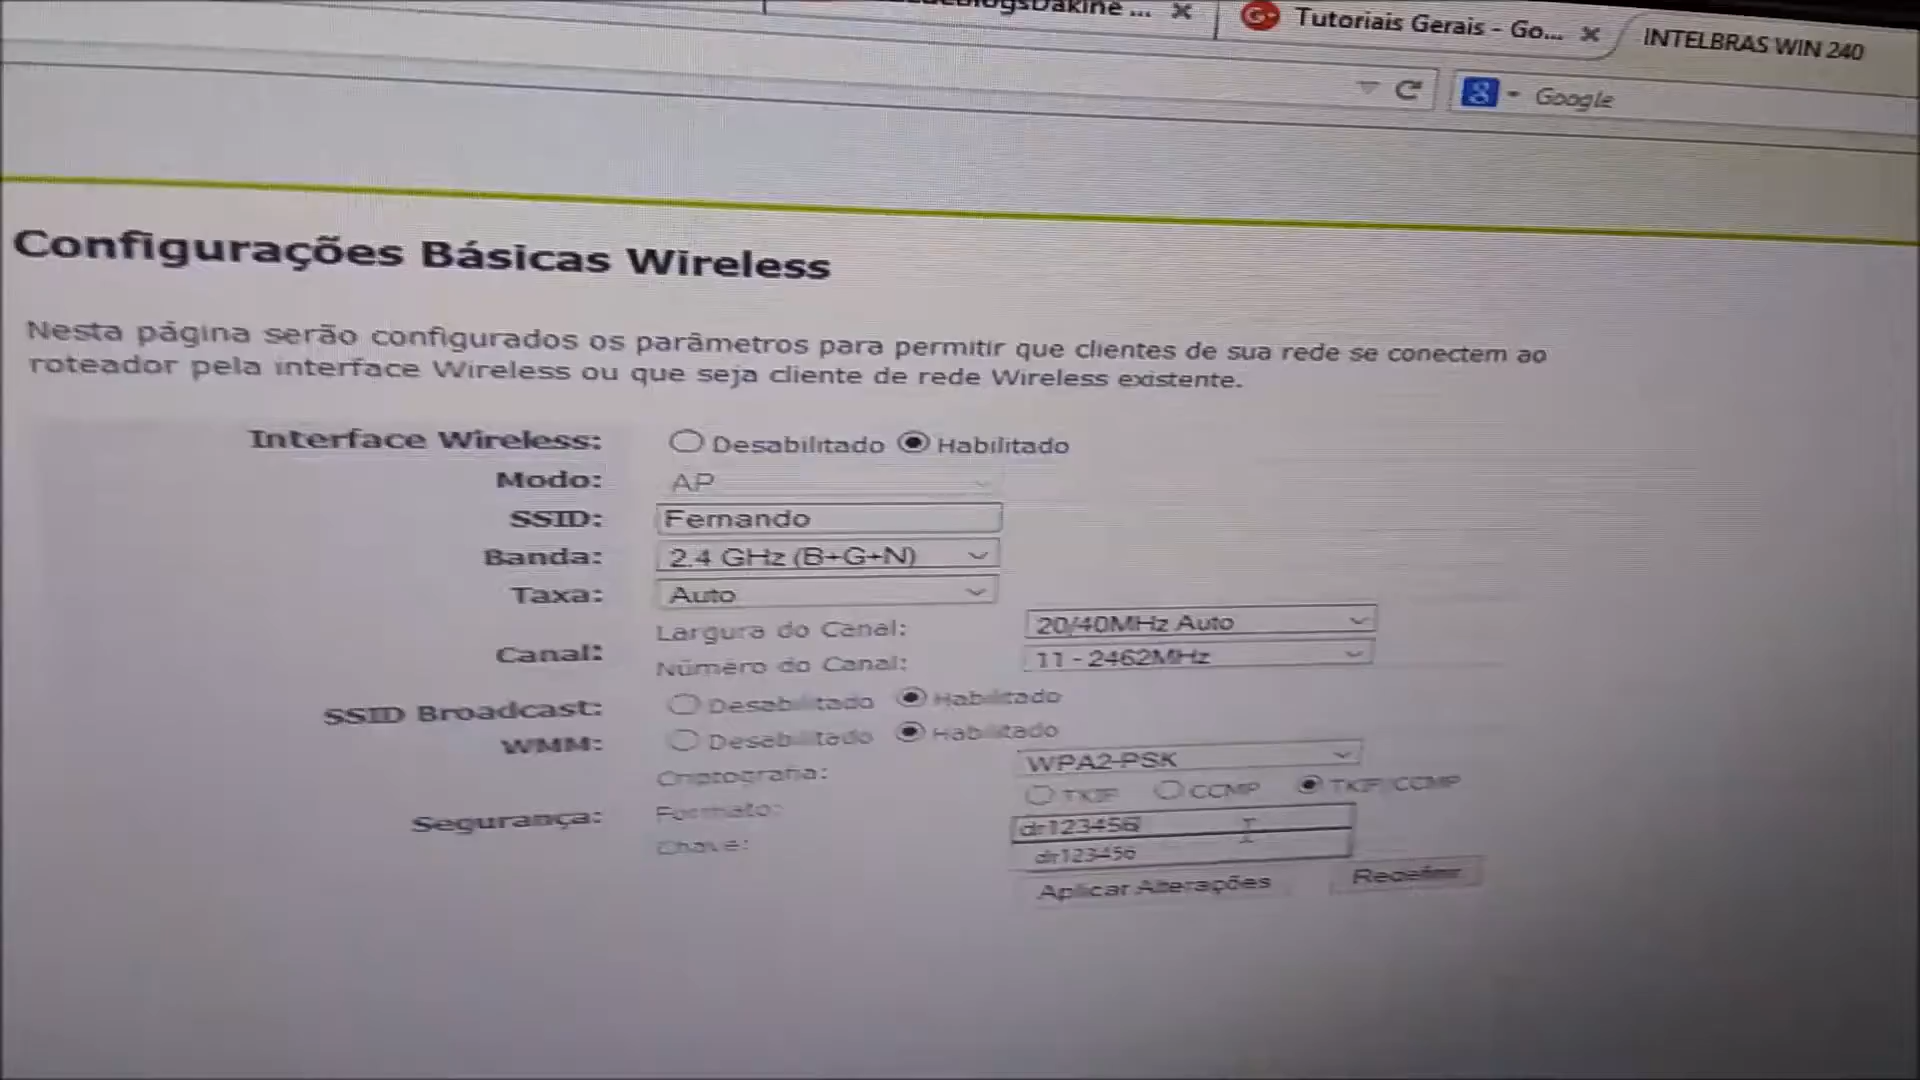 Tutoriais Gerais - Go...
INTELBRAS WIN 240
Google
Configurações Básicas Wireless
Nesta página serão configurados os parâmetros para permitir que clientes de sua rede se conectem ao
roteador pela interface Wireless ou que seja cliente de rede Wireless existente.
Interface Wireless: Desabilitado Habilitado
Modo: AP
SSID: Fernando
Banda: 2.4 GHz (B+G+N)
Taxa: Auto
Canal: Largura do Canal: 20/40MHz Auto
Número do Canal: 11 - 2462MHz
SSID Broadcast: Desabilitado Habilitado
WMM: Desabilitado Habilitado
Segurança: Criptografia: WPA2-PSK
TKIP CCMP TKIP/CCMP
Formato:
Chave: dir123456
dir123456
Aplicar Alterações Redefinir